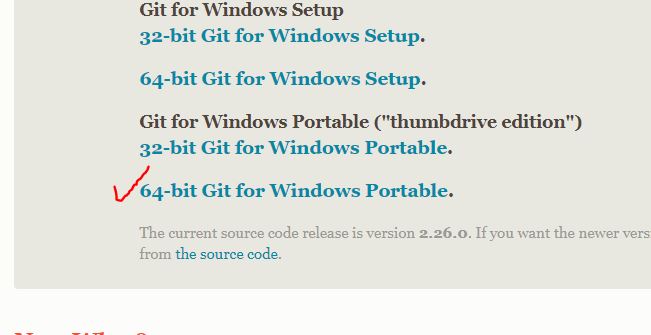 Git for Windows Setup
32-bit Git for Windows Setup.
64-bit Git for Windows Setup.
Git for Windows Portable ("thumbdrive edition")
32-bit Git for Windows Portable.
64-bit Git for Windows Portable.
The current source code release is version 2.26.0. If you want the newer vers
from the source code.